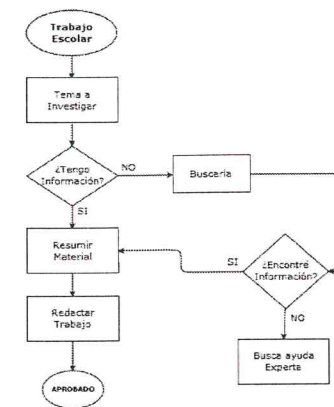 Trabajo
Escolar
Tema a
Investigar
¿Tengo
Información?
NO
Buscarla
SI
Resumir
Material
SI
¿Encontré
Información?
Redactar
Trabajo
NO
Busca ayuda
Experta
APROBADO